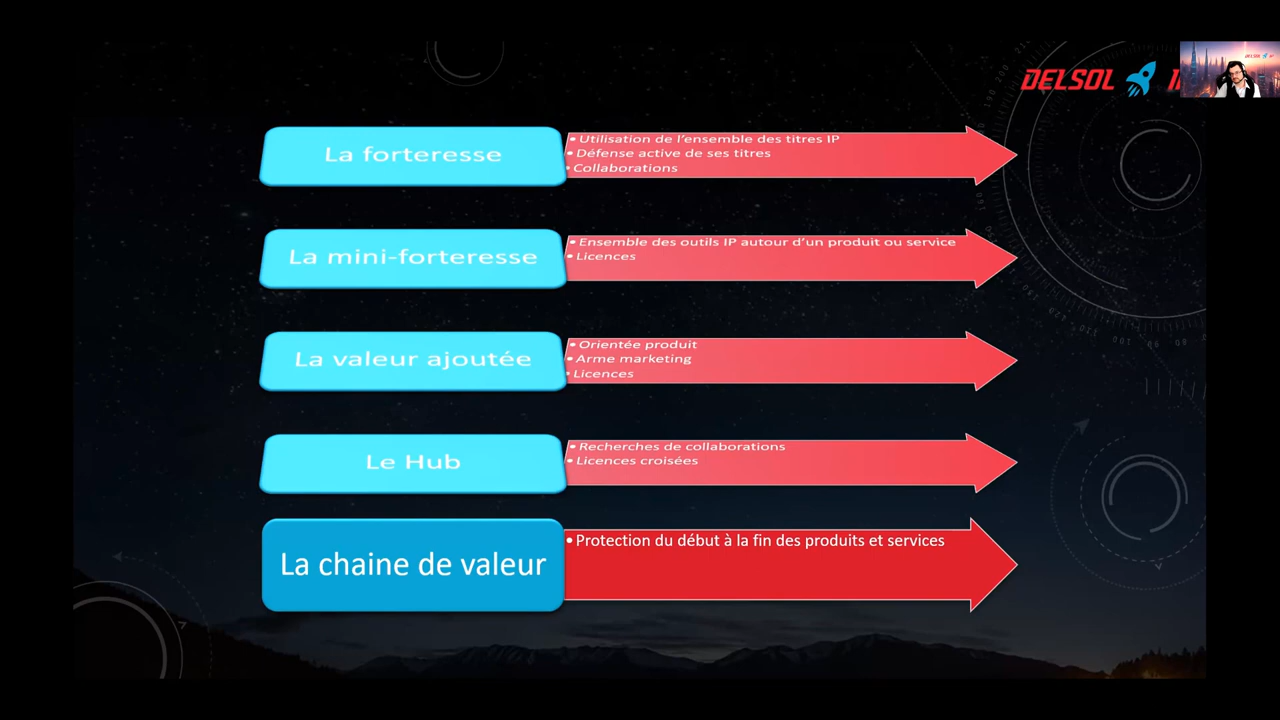 DELSOL
La forteresse
• Utilisation de l'ensemble des titres IP
• Défense active de ses titres
• Collaborations
La mini-forteresse
• Ensemble des outils IP autour d'un produit ou service
• Licences
La valeur ajoutée
• Orientée produit
• Arme marketing
• Licences
Le Hub
• Recherches de collaborations
• Licences croisées
La chaine de valeur
• Protection du début à la fin des produits et services